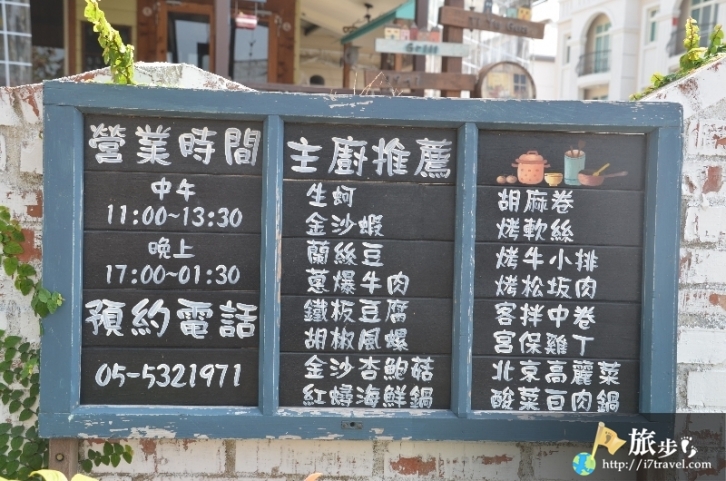 營業時間
中午
11:00~13:30
晚上
17:00~01:30
預約電話
05-5321971
主廚推薦
生蚵
金沙蝦
蘭絲豆
蔥爆牛肉
鐵板豆腐
胡椒風螺
金沙杏鮑菇
紅蟳海鮮鍋
胡麻卷
烤軟絲
烤牛小排
烤松坂肉
客拌中卷
宮保雞丁
北京高麗菜
酸菜豆肉鍋
旅步
http://i7travel.com/